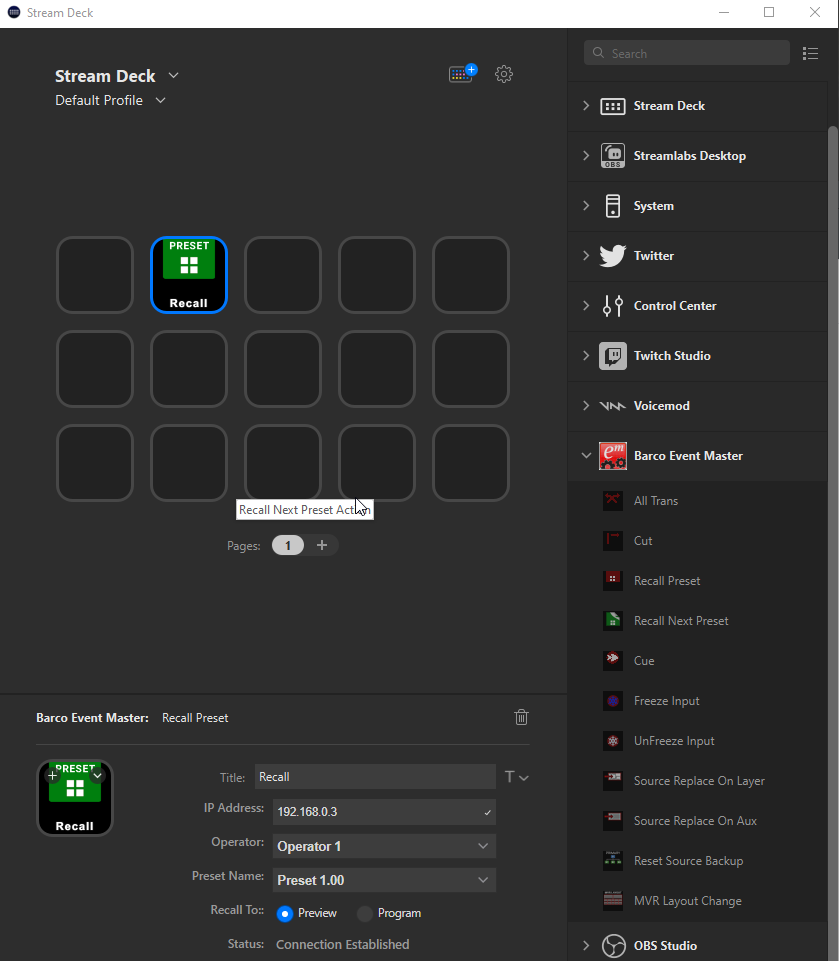 Stream Deck
Stream Deck
Default Profile
PRESET
Recall
Recall Next Preset Action
Pages:
1
Barco Event Master:
Recall Preset
PRESET
Recall
Title:
Recall
T
IP Address:
192.168.0.3
Operator:
Operator 1
Preset Name:
Preset 1.00
Recall To::
Preview
Program
Status:
Connection Established
Search
Stream Deck
OBS
Streamlabs Desktop
System
Twitter
Control Center
Twitch Studio
Voicemod
em
Barco Event Master
All Trans
Cut
Recall Preset
Recall Next Preset
Cue
Freeze Input
UnFreeze Input
Source Replace On Layer
Source Replace On Aux
Reset Source Backup
MVR Layout Change
OBS Studio